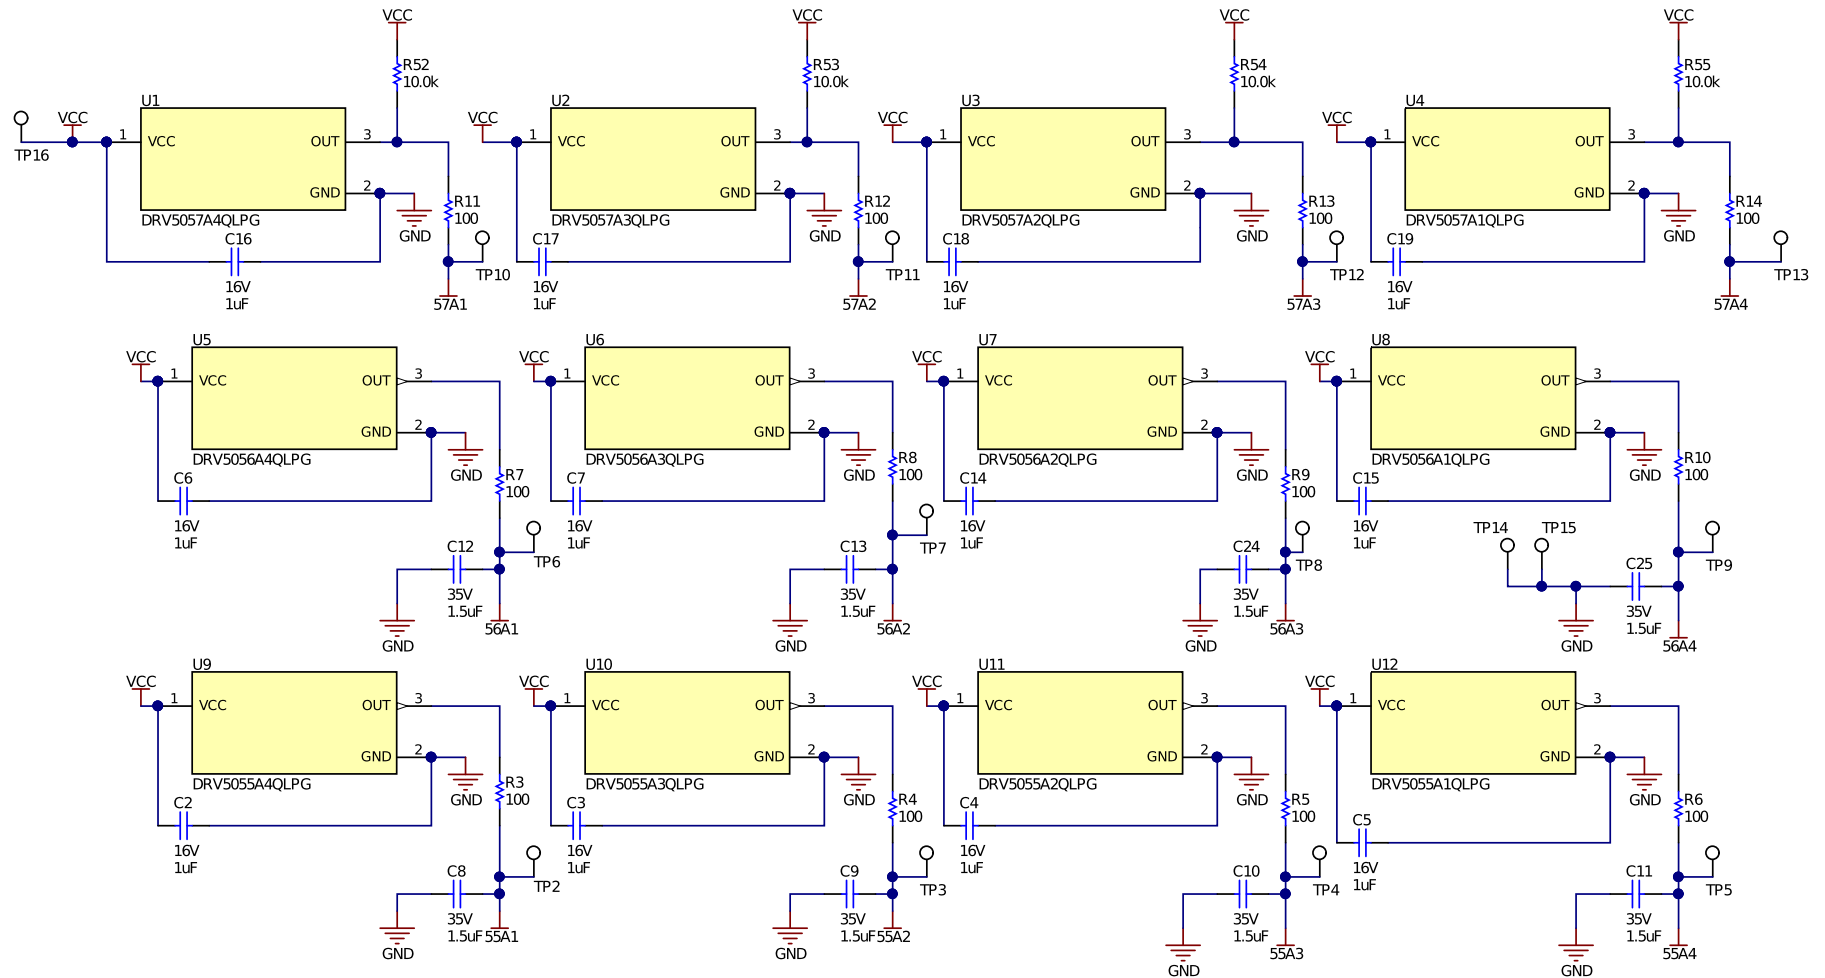 VCC VCC VCC VCC
R52 R53 R54 R55
10.0k 10.0k 10.0k 10.0k
U1 U2 U3 U4
VCC VCC VCC VCC
1 VCC OUT 3 1 VCC OUT 3 1 VCC OUT 3 1 VCC OUT 3
TP16
GND 2 GND 2 GND 2 GND 2
R11 R12 R13 R14
100 100 100 100
DRV5057A4QLPG DRV5057A3QLPG DRV5057A2QLPG DRV5057A1QLPG
GND GND GND GND
C16 C17 C18 C19
TP10 TP11 TP12 TP13
16V 16V 16V 16V
1uF 1uF 1uF 1uF
57A1 57A2 57A3 57A4
U5 U6 U7 U8
VCC VCC VCC VCC
1 VCC OUT 3 1 VCC OUT 3 1 VCC OUT 3 1 VCC OUT 3
GND 2 GND 2 GND 2 GND 2
DRV5056A4QLPG DRV5056A3QLPG DRV5056A2QLPG DRV5056A1QLPG
GND GND GND GND
R7 R8 R9 R10
100 100 100 100
C6 C7 C14 C15
16V 16V 16V 16V
1uF 1uF 1uF 1uF
TP14 TP15
C12 C13 C24 C25
TP6 TP7 TP8 TP9
35V 35V 35V 35V
1.5uF 1.5uF 1.5uF 1.5uF
56A1 56A2 56A3 56A4
GND GND GND GND
U9 U10 U11 U12
VCC VCC VCC VCC
1 VCC OUT 3 1 VCC OUT 3 1 VCC OUT 3 1 VCC OUT 3
GND 2 GND 2 GND 2 GND 2
DRV5055A4QLPG DRV5055A3QLPG DRV5055A2QLPG DRV5055A1QLPG
GND GND GND GND
R3 R4 R5 R6
100 100 100 100
C2 C3 C4 C5
16V 16V 16V 16V
1uF 1uF 1uF 1uF
C8 C9 C10 C11
TP2 TP3 TP4 TP5
35V 35V 35V 35V
1.5uF 1.5uF 1.5uF 1.5uF
55A1 55A2 55A3 55A4
GND GND GND GND